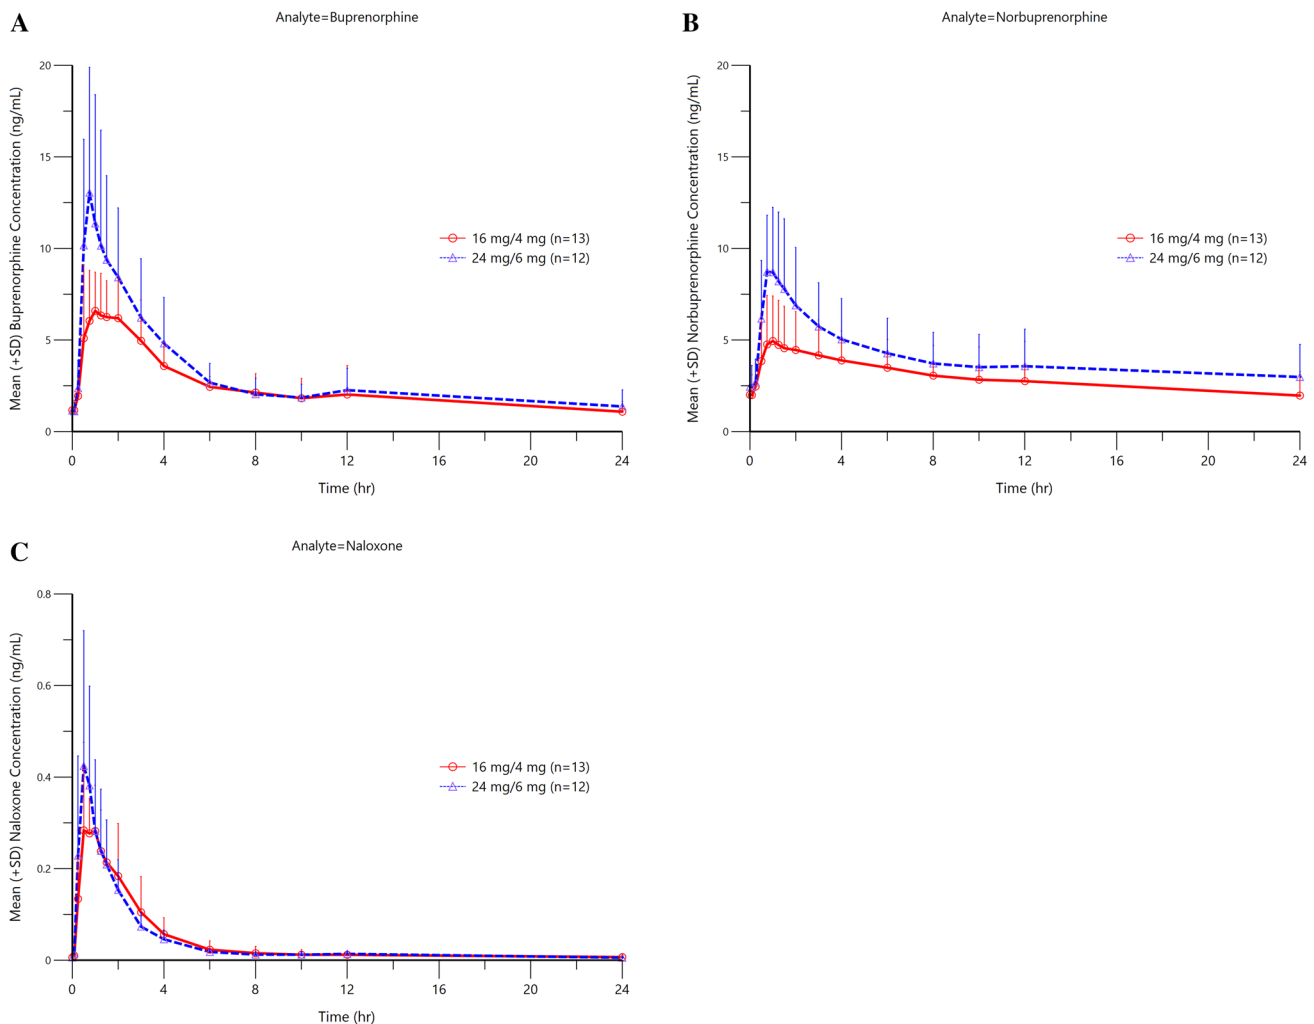 A
Analyte=Buprenorphine
Mean (+SD) Buprenorphine Concentration (ng/mL)
20
15
10
5
0
16 mg/4 mg (n=13)
24 mg/6 mg (n=12)
0 4 8 12 16 20 24
Time (hr)
B
Analyte=Norbuprenorphine
Mean (+SD) Norbuprenorphine Concentration (ng/mL)
20
15
10
5
0
16 mg/4 mg (n=13)
24 mg/6 mg (n=12)
0 4 8 12 16 20 24
Time (hr)
C
Analyte=Naloxone
Mean (+SD) Naloxone Concentration (ng/mL)
0.8
0.6
0.4
0.2
0
16 mg/4 mg (n=13)
24 mg/6 mg (n=12)
0 4 8 12 16 20 24
Time (hr)